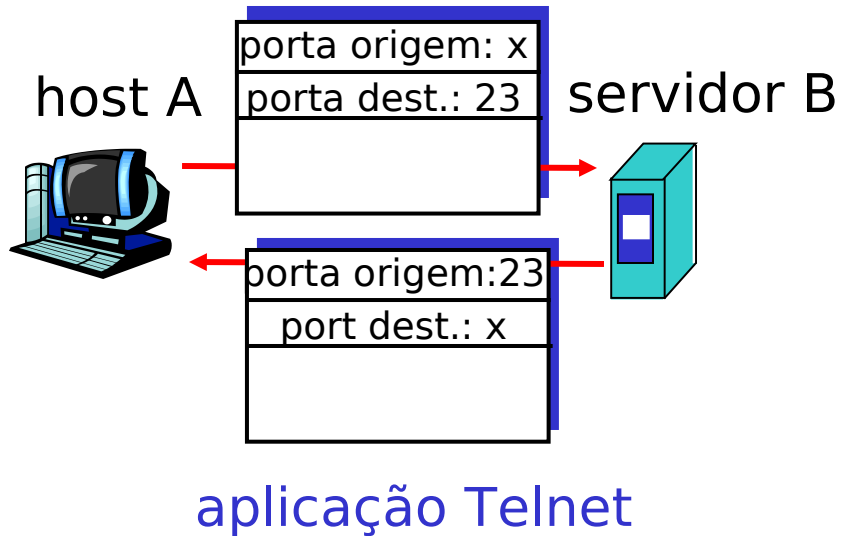 porta origem: x
host A
porta dest.: 23
servidor B
porta origem:23
port dest.: x
aplicação Telnet